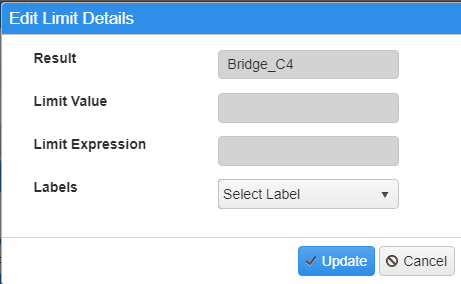 Edit Limit Details
Result Bridge_C4
Limit Value
Limit Expression
Labels Select Label
Update Cancel